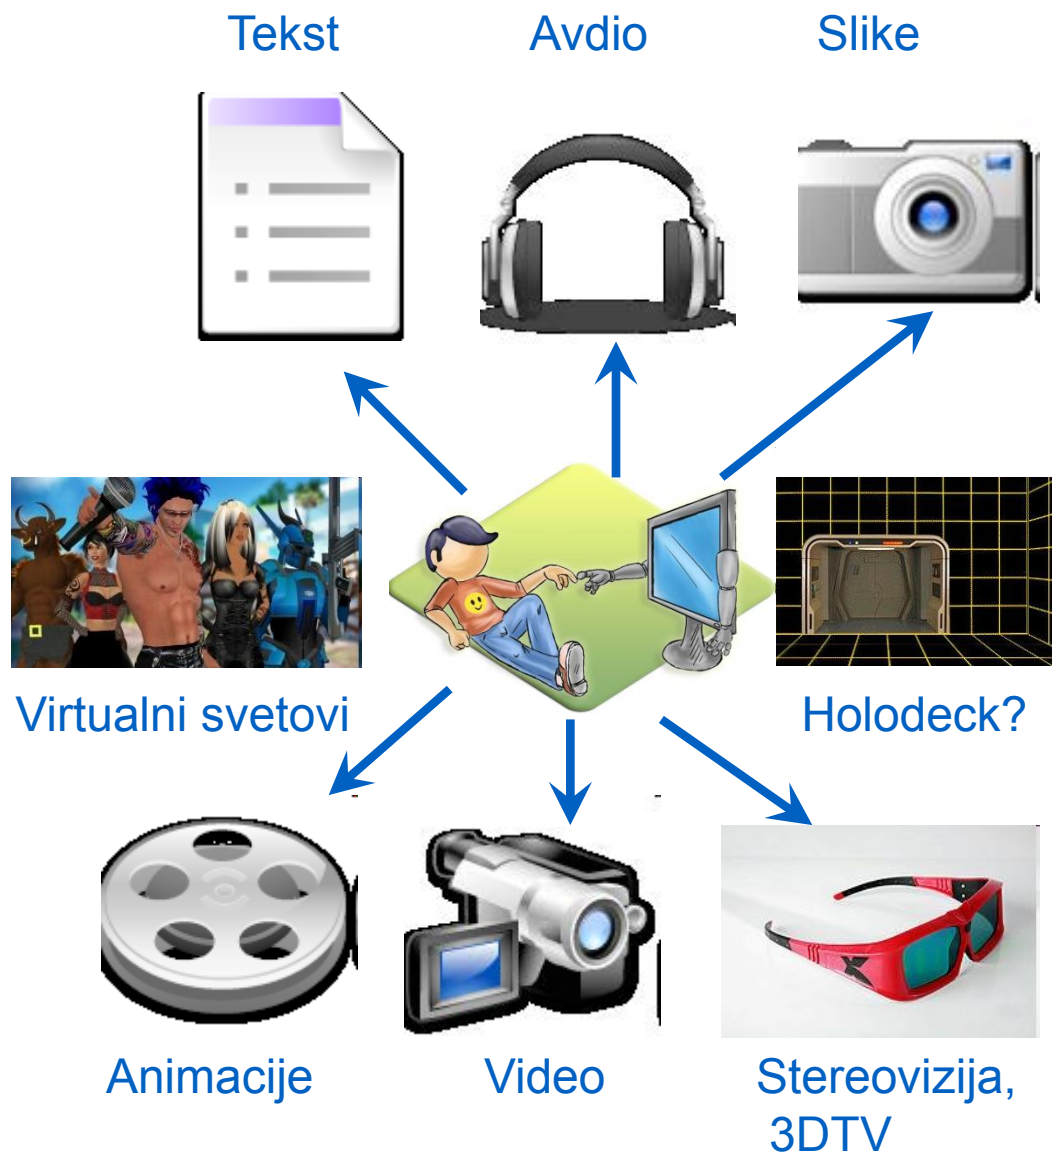 Tekst
Avdio
Slike
Virtualni svetovi
Holodeck?
Animacije
Video
Stereovizija,
3DTV